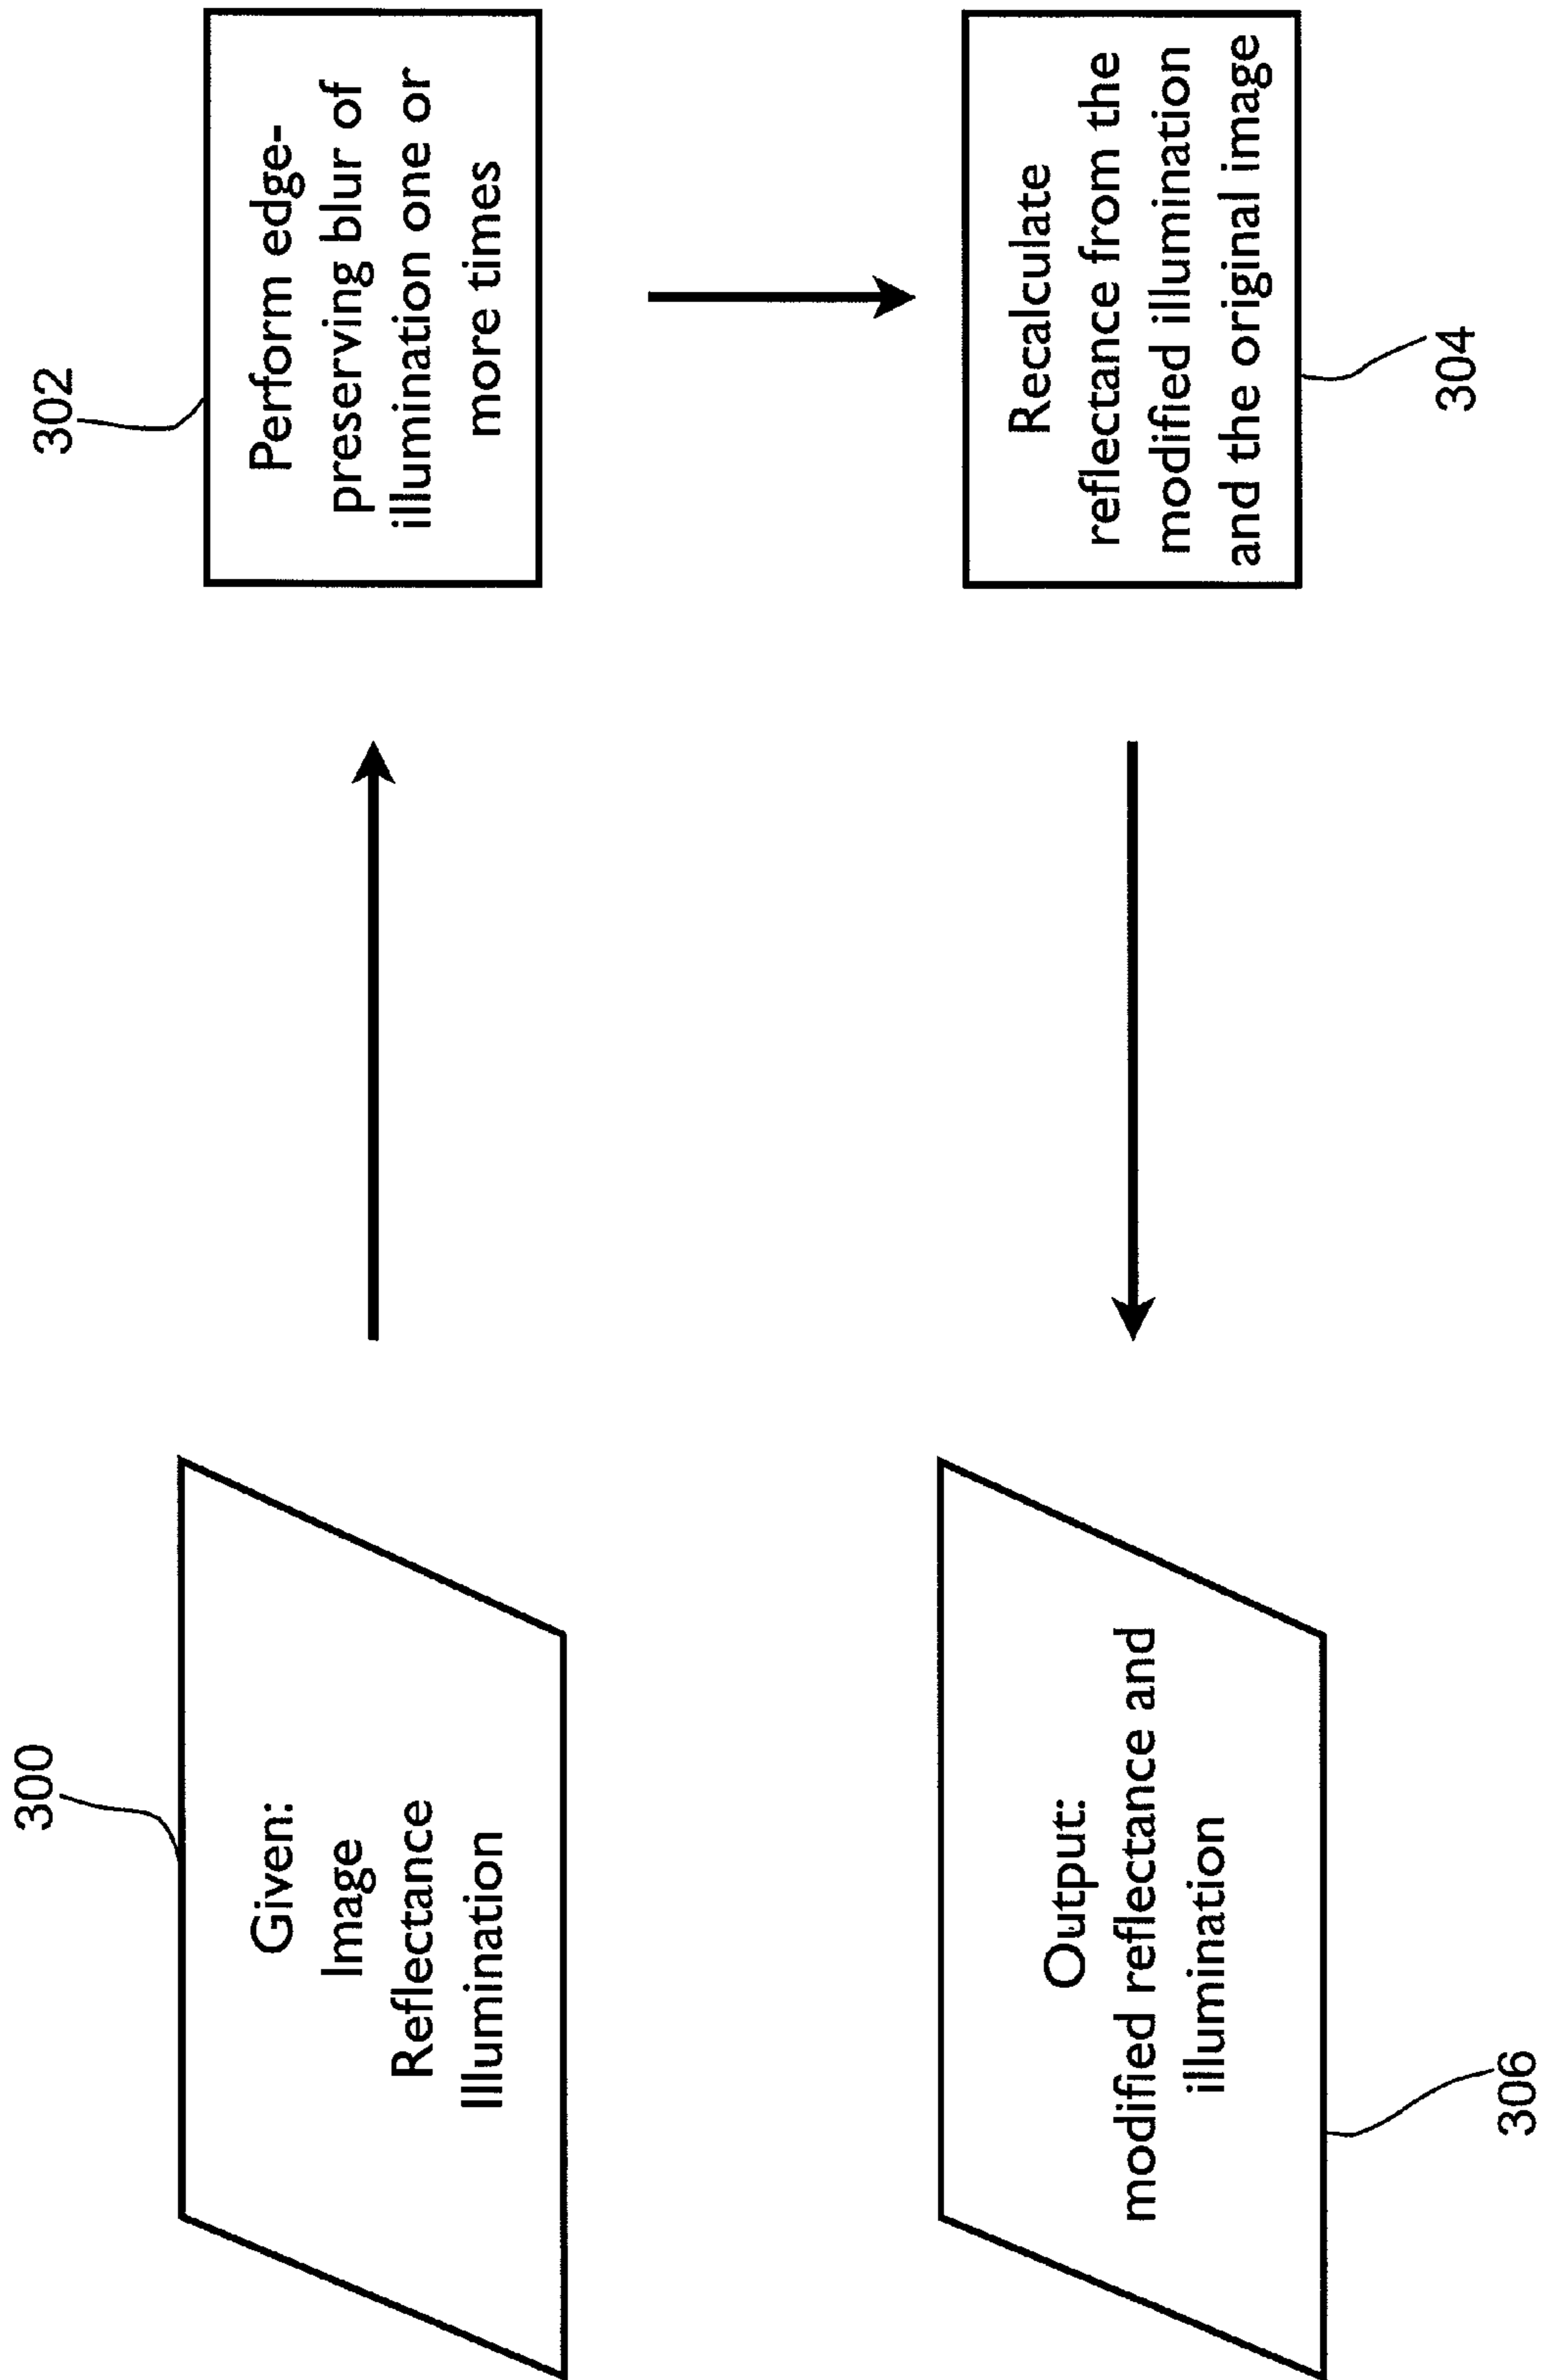 300
Given:
Image
Reflectance
Illumination
302
Perform edge-
preserving blur of
illumination one or
more times
304
Recalculate
reflectance from the
modified illumination
and the original image
306
Output:
modified reflectance and
illumination